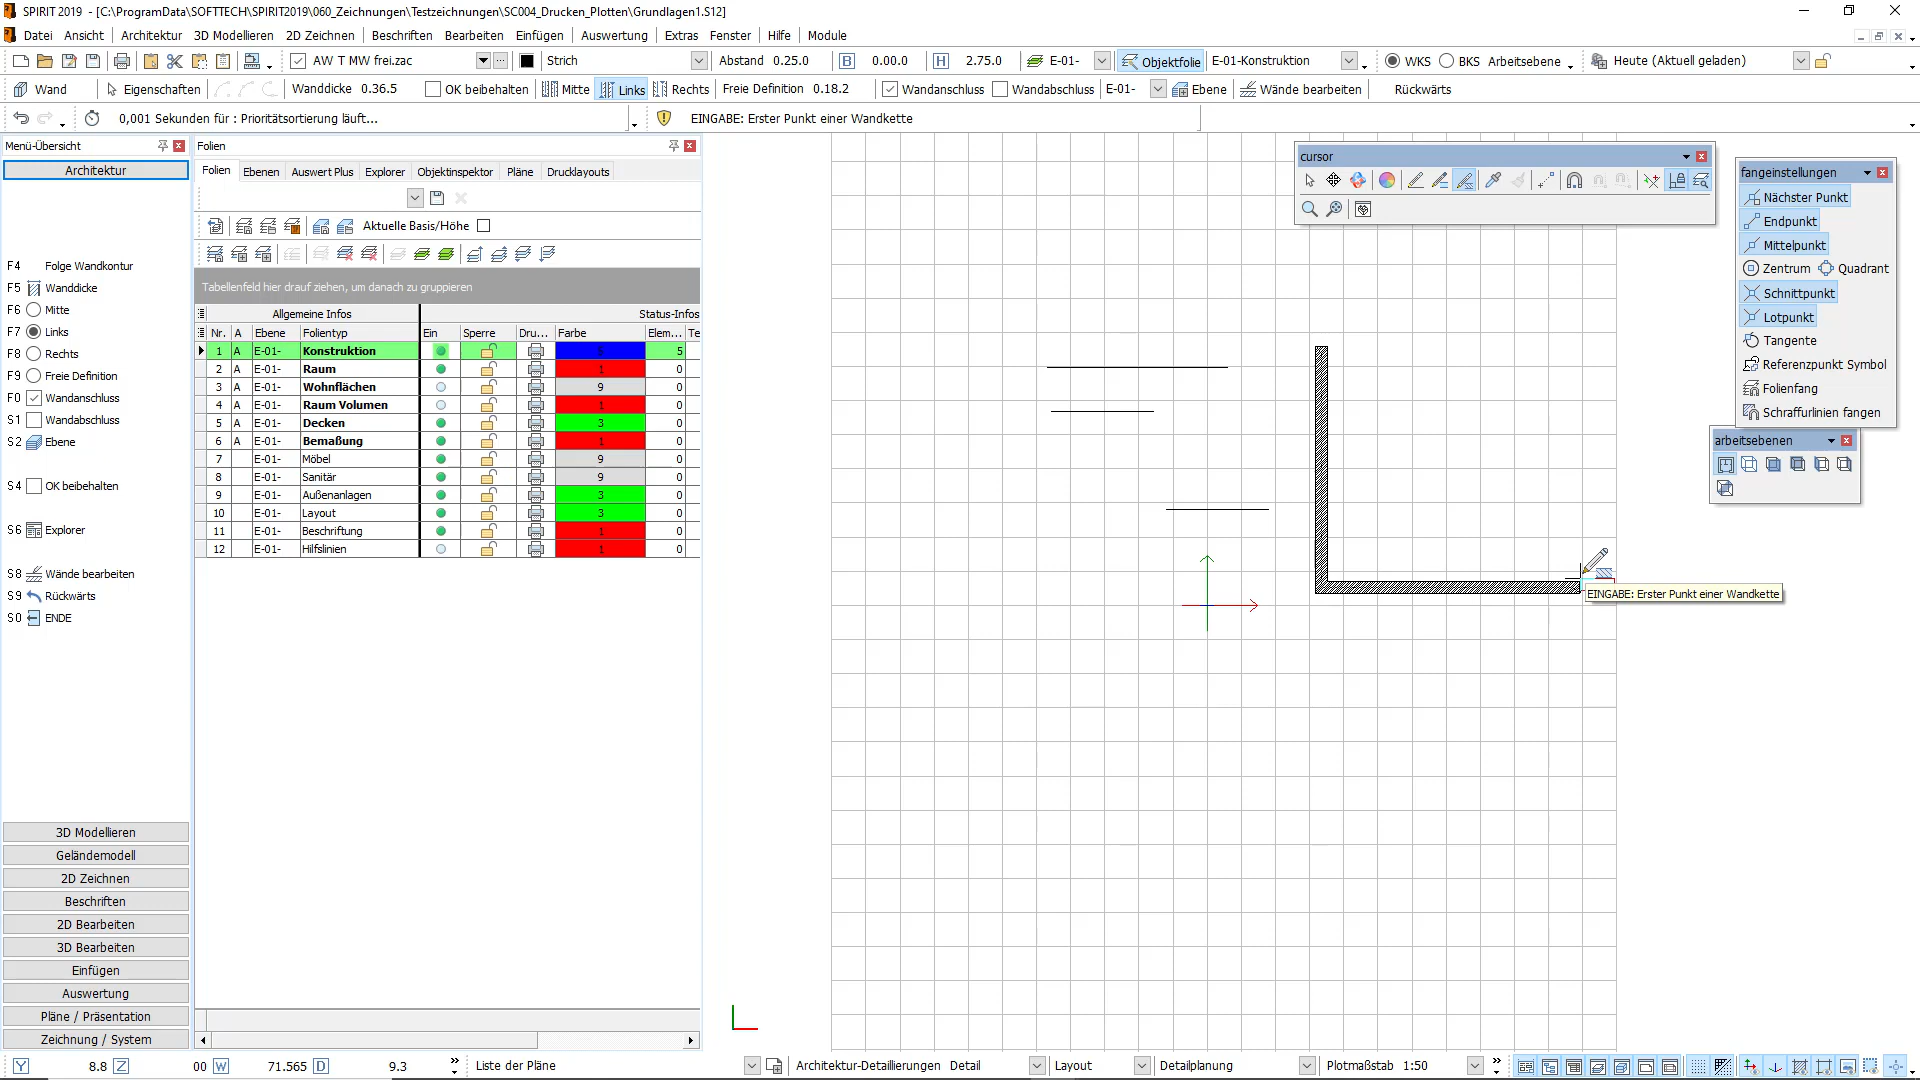 SPIRIT 2019 - [C:\ProgramData\SOFTTECH\SPIRIT2019\060_Zeichnungen\Testzeichnungen\SC004_Drucken_Plotten\Grundlagen1.S12]
Datei Ansicht Architektur 3D Modellieren 2D Zeichnen Beschriften Bearbeiten Einfügen Auswertung Extras Fenster Hilfe Module
AW T MW frei.zac Strich Abstand 0.25.0 B 0.00.0 H 2.75.0 E-01- Objektfolie E-01-Konstruktion WKS BKS Arbeitsebene Heute (Aktuell geladen)
Wand Eigenschaften Wanddicke 0.36.5 OK beibehalten Mitte Links Rechts Freie Definition 0.18.2 Wandanschluss Wandabschluss E-01- Ebene Wände bearbeiten Rückwärts
0,001 Sekunden für : Prioritätsortierung läuft... EINGABE: Erster Punkt einer Wandkette
Menü-Übersicht
Architektur
F4 Folge Wandkontur
F5 Wanddicke
F6 Mitte
F7 Links
F8 Rechts
F9 Freie Definition
F0 Wandanschluss
S1 Wandabschluss
S2 Ebene
S4 OK beibehalten
S6 Explorer
S8 Wände bearbeiten
S9 Rückwärts
S0 ENDE
3D Modellieren
Geländemodell
2D Zeichnen
Beschriften
2D Bearbeiten
3D Bearbeiten
Einfügen
Auswertung
Pläne / Präsentation
Zeichnung / System
Folien
Folien Ebenen Auswert Plus Explorer Objektinspektor Pläne Drucklayouts
Aktuelle Basis/Höhe
Tabellenfeld hier drauf ziehen, um danach zu gruppieren
Allgemeine Infos Status-Infos
Nr. A Ebene Folientyp Ein Sperre Dru... Farbe Elem... Te
1 A E-01- Konstruktion 5
2 A E-01- Raum 1 0
3 A E-01- Wohnflächen 9 0
4 A E-01- Raum Volumen 1 0
5 A E-01- Decken 3 0
6 A E-01- Bemaßung 1 0
7 E-01- Möbel 9 0
8 E-01- Sanitär 9 0
9 E-01- Außenanlagen 3 0
10 E-01- Layout 3 0
11 E-01- Beschriftung 1 0
12 E-01- Hilfslinien 1 0
cursor
fangeinstellungen
Nächster Punkt
Endpunkt
Mittelpunkt
Zentrum Quadrant
Schnittpunkt
Lotpunkt
Tangente
Referenzpunkt Symbol
Folienfang
Schraffurlinien fangen
arbeitsebenen
EINGABE: Erster Punkt einer Wandkette
Y 8.8 Z 00 W 71.565 D 9.3 Liste der Pläne Architektur-Detaillierungen Detail Layout Detailplanung Plotmaßstab 1:50